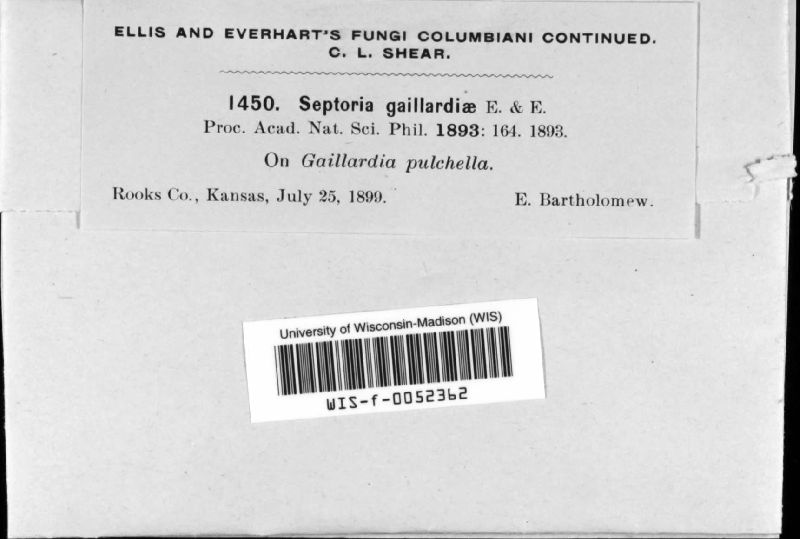 ELLIS AND EVERHART'S FUNGI COLUMBIANI CONTINUED.
C. L. SHEAR.
1450. Septoria gaillardiæ E. & E.
Proc. Acad. Nat. Sci. Phil. 1893: 164. 1893.
On Gaillardia pulchella.
Rooks Co., Kansas, July 25, 1899. E. Bartholomew.
University of Wisconsin-Madison (WIS)
WIS-f-0052362